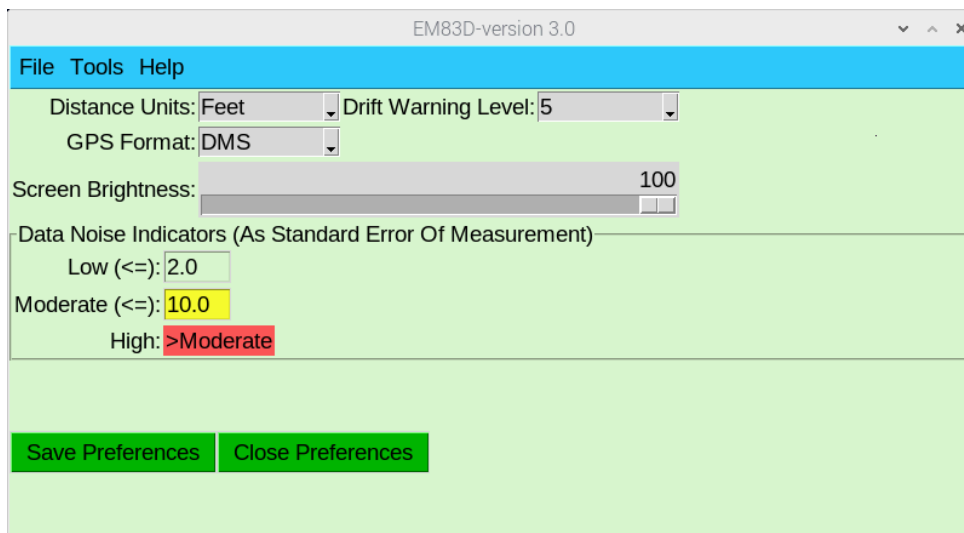 EM83D-version 3.0
File Tools Help
Distance Units: Feet Drift Warning Level: 5
GPS Format: DMS
Screen Brightness: 100
Data Noise Indicators (As Standard Error Of Measurement)
Low (<=): 2.0
Moderate (<=): 10.0
High: >Moderate
Save Preferences Close Preferences